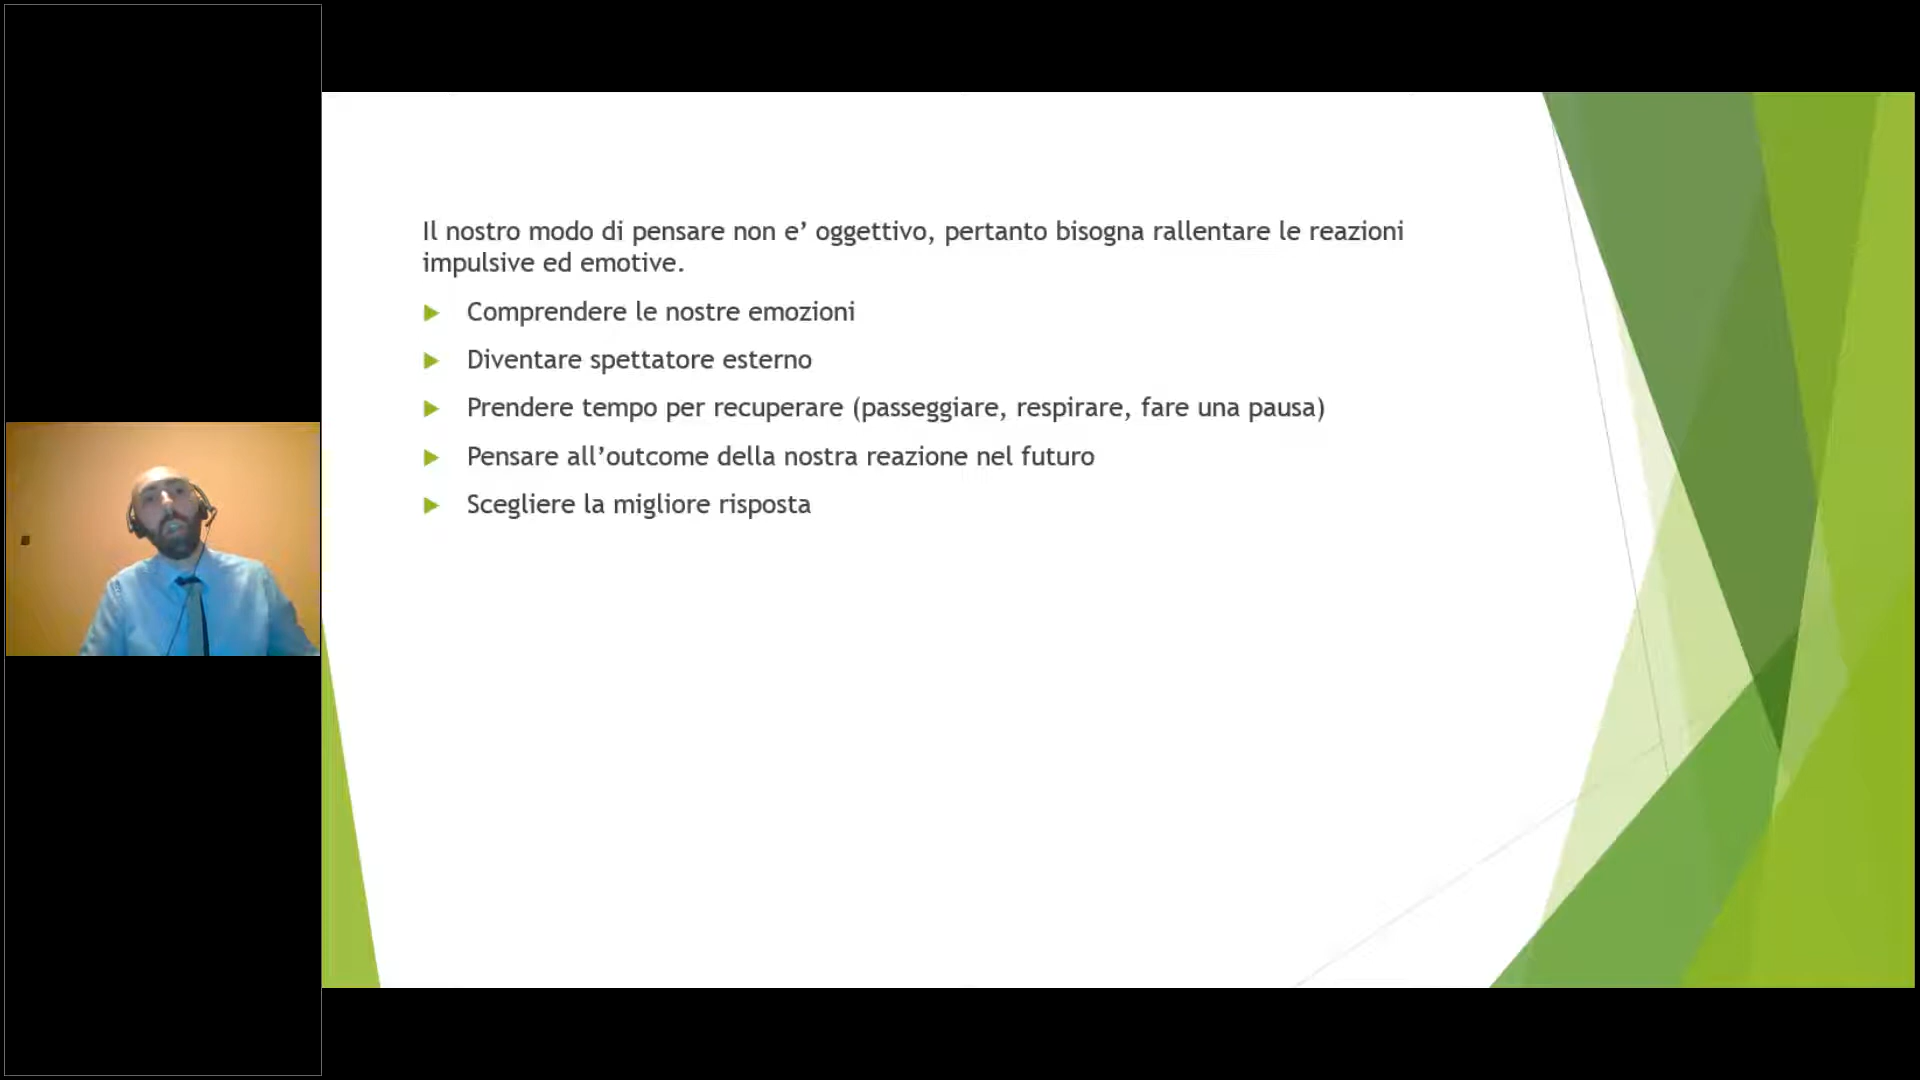 Il nostro modo di pensare non e’ oggettivo, pertanto bisogna rallentare le reazioni
impulsive ed emotive.
Comprendere le nostre emozioni
Diventare spettatore esterno
Prendere tempo per recuperare (passeggiare, respirare, fare una pausa)
Pensare all’outcome della nostra reazione nel futuro
Scegliere la migliore risposta